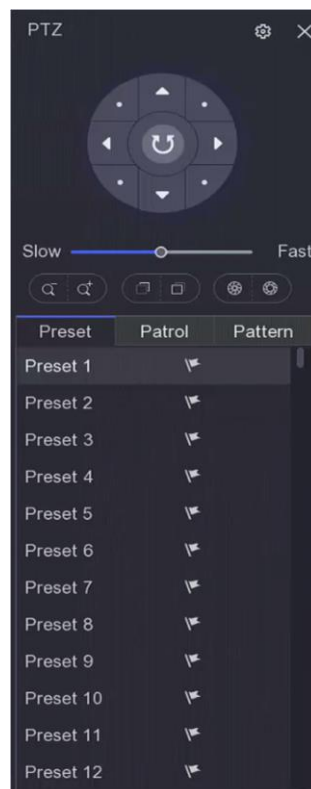 PTZ
Slow Fast
Preset Patrol Pattern
Preset 1
Preset 2
Preset 3
Preset 4
Preset 5
Preset 6
Preset 7
Preset 8
Preset 9
Preset 10
Preset 11
Preset 12